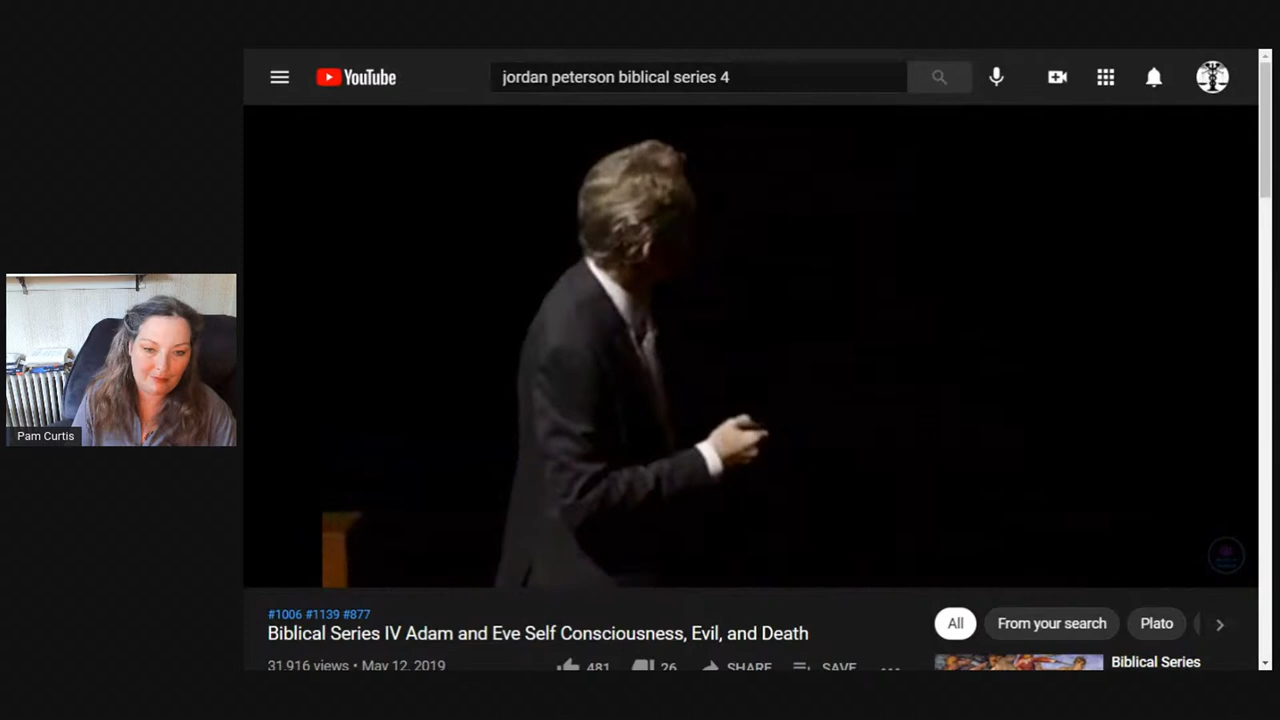 YouTube
jordan peterson biblical series 4
Pam Curtis
#1006 #1139 #877
Biblical Series IV Adam and Eve Self Consciousness, Evil, and Death
31,916 views • May 12, 2019
481
26
SHARE
SAVE
All
From your search
Plato
Biblical Series